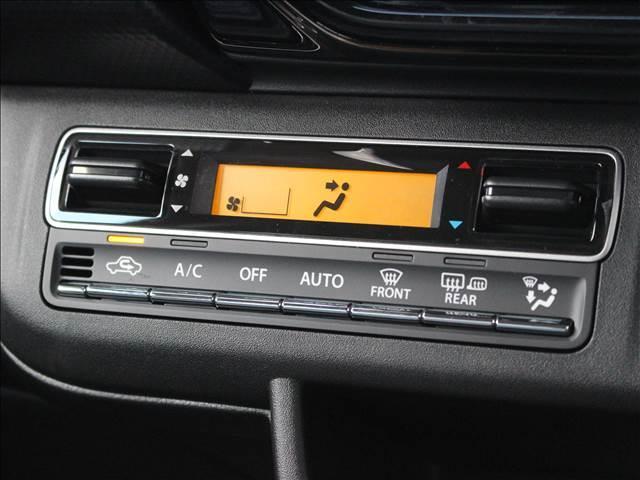 A/C OFF AUTO FRONT REAR